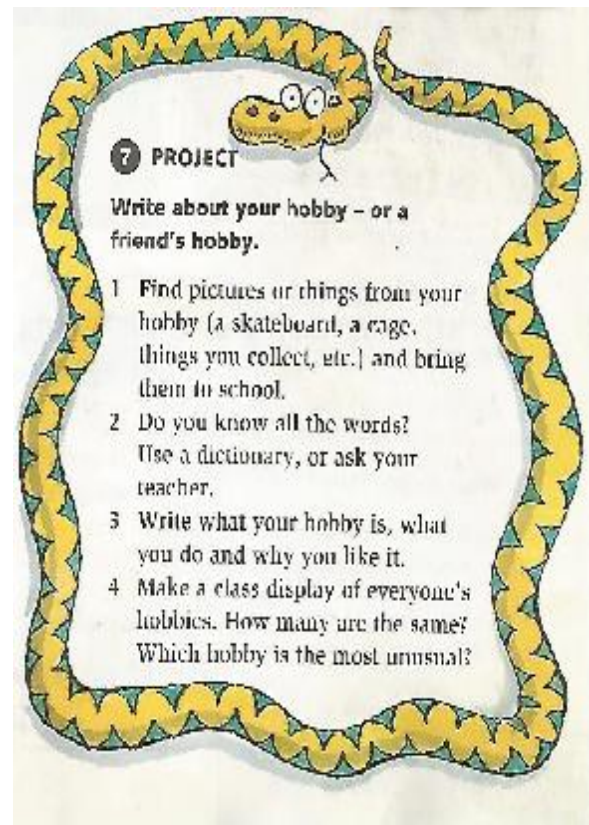 7 PROJECT
Write about your hobby – or a
friend's hobby.
1 Find pictures or things from your
hobby (a skateboard, a cage,
things you collect, etc.) and bring
them to school.
2 Do you know all the words?
Use a dictionary, or ask your
teacher.
3 Write what your hobby is, what
you do and why you like it.
4 Make a class display of everyone's
hobbies. How many are the same?
Which hobby is the most unusual?